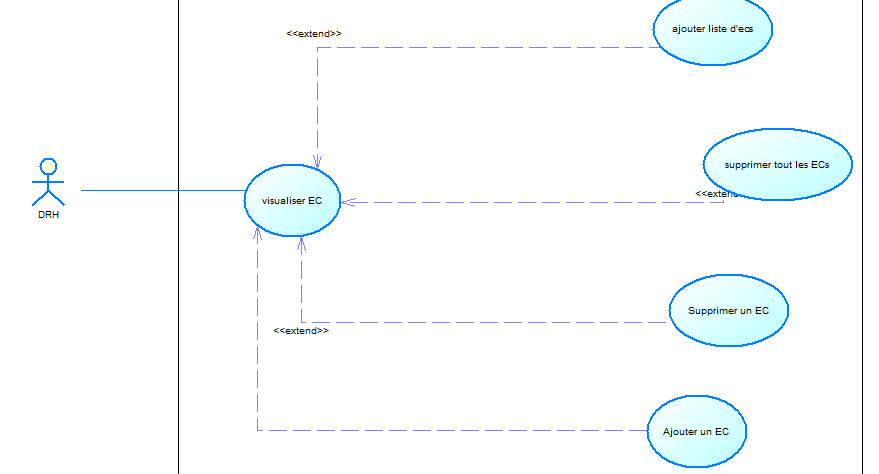 ajouter liste d'ecs
<<extend>>
supprimer tout les ECs
visualiser EC
DRH
Supprimer un EC
<<extend>>
Ajouter un EC